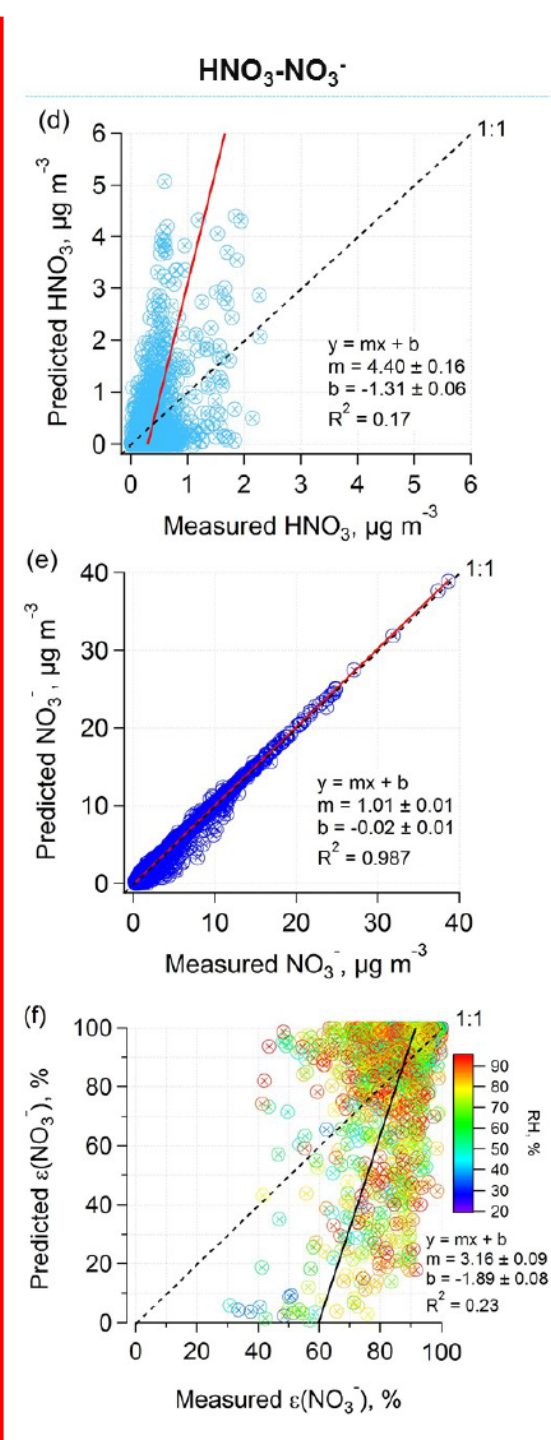 HNO₃-NO₃⁻
(d)
1:1
6
5
4
3
2
1
0
Predicted HNO₃, µg m⁻³
y = mx + b
m = 4.40 ± 0.16
b = -1.31 ± 0.06
R² = 0.17
0 1 2 3 4 5 6
Measured HNO₃, µg m⁻³
(e)
1:1
40
30
20
10
0
Predicted NO₃⁻, µg m⁻³
y = mx + b
m = 1.01 ± 0.01
b = -0.02 ± 0.01
R² = 0.987
0 10 20 30 40
Measured NO₃⁻, µg m⁻³
(f)
1:1
100
80
60
40
20
0
Predicted ε(NO₃⁻), %
90
80
70
60
50
40
30
20
RH, %
y = mx + b
m = 3.16 ± 0.09
b = -1.89 ± 0.08
R² = 0.23
0 20 40 60 80 100
Measured ε(NO₃⁻), %